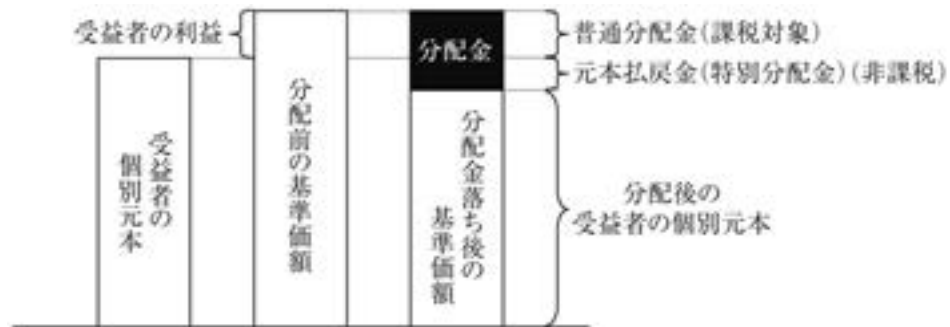 受益者の利益
分配金
普通分配金(課税対象)
元本払戻金(特別分配金)(非課税)
受益者の
個別元本
分配前の基準価額
分配金落ち後の
基準価額
分配後の
受益者の個別元本